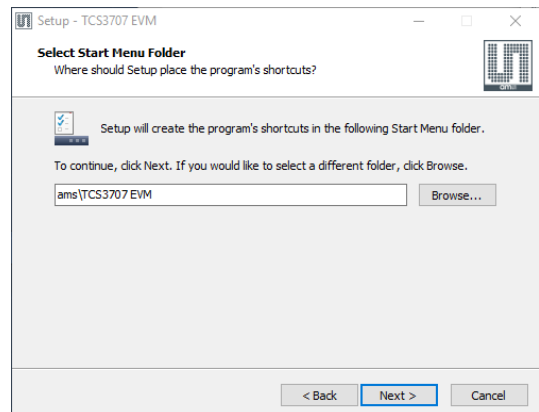 Setup - TCS3707 EVM
Select Start Menu Folder
Where should Setup place the program's shortcuts?
am
Setup will create the program's shortcuts in the following Start Menu folder.
To continue, click Next. If you would like to select a different folder, click Browse.
ams\TCS3707 EVM
Browse...
< Back
Next >
Cancel